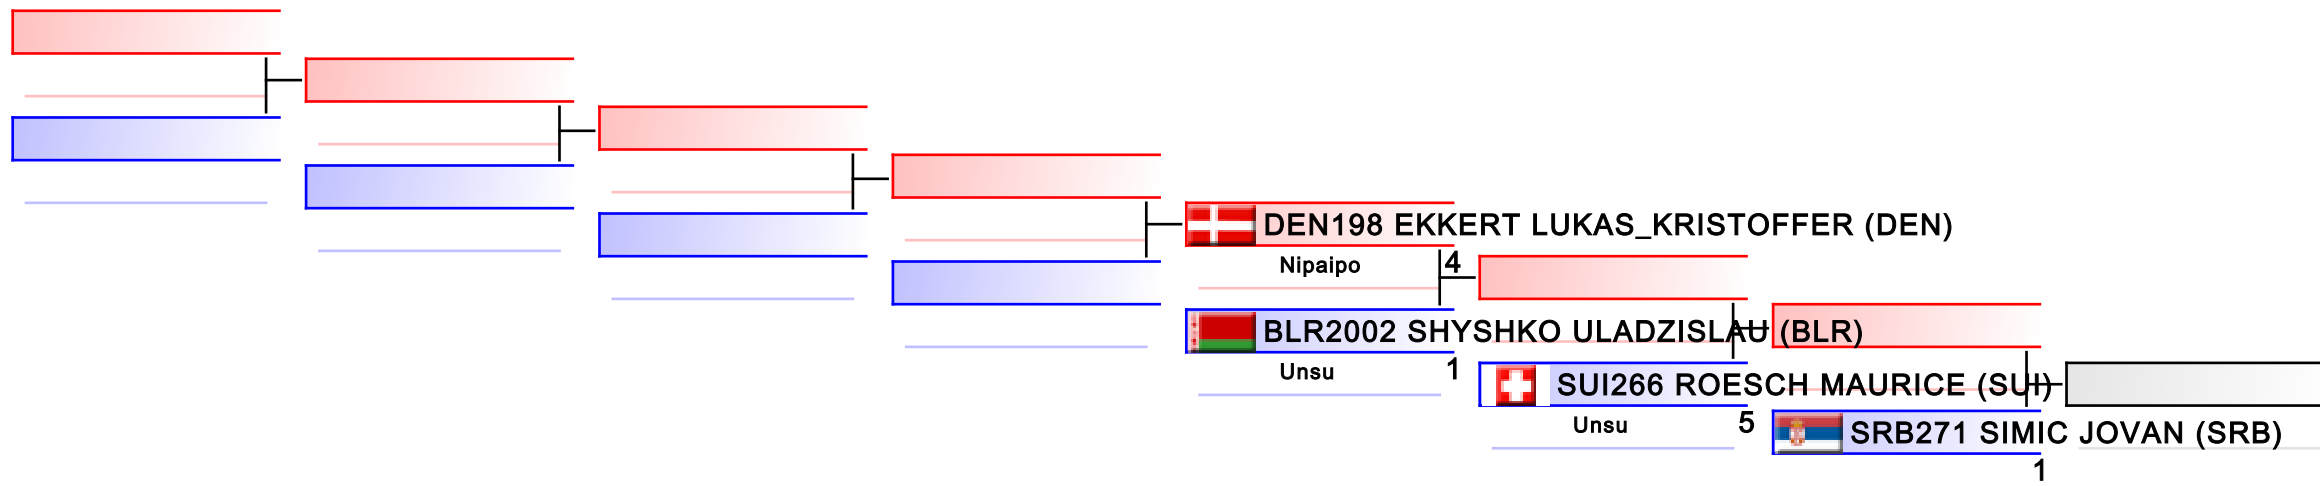 DEN198 EKKERT LUKAS_KRISTOFFER (DEN)
Nipaipo 4
BLR2002 SHYSHKO ULADZISLAU (BLR)
Unsu 1
SUI266 ROESCH MAURICE (SUI)
Unsu 5
SRB271 SIMIC JOVAN (SRB)
1